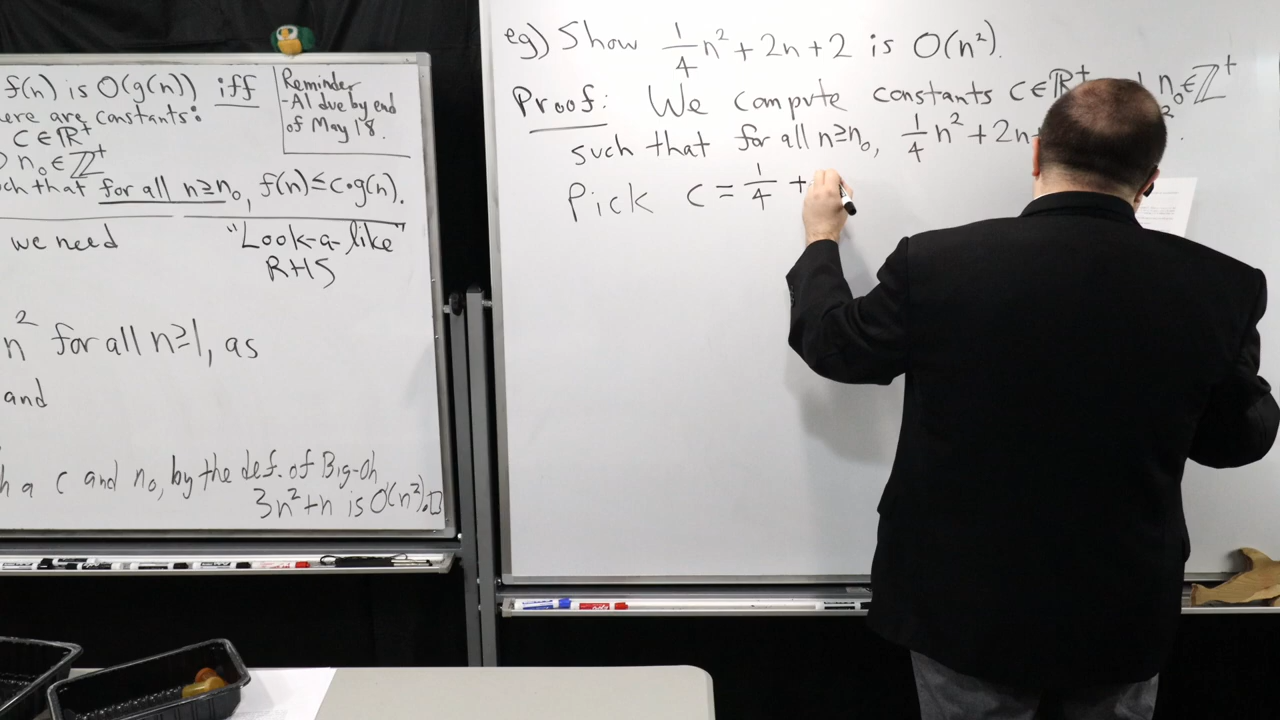 f(n) is O(g(n)) iff
ere are constants:
c∈ℝ⁺
n₀∈ℤ⁺
ch that for all n≥n₀, f(n)≤c·g(n).
Reminder
-A1 due by end
of May 18.
we need
"Look-a-like"
RHS
n² for all n≥1, as
and
h a c and n₀, by the def. of Big-Oh,
3n²+n is O(n²).□
eg) Show 1/4 n² + 2n + 2 is O(n²).
Proof: We compute constants c∈ℝ⁺ n₀∈ℤ⁺
such that for all n≥n₀, 1/4 n² + 2n+
Pick c = 1/4 +